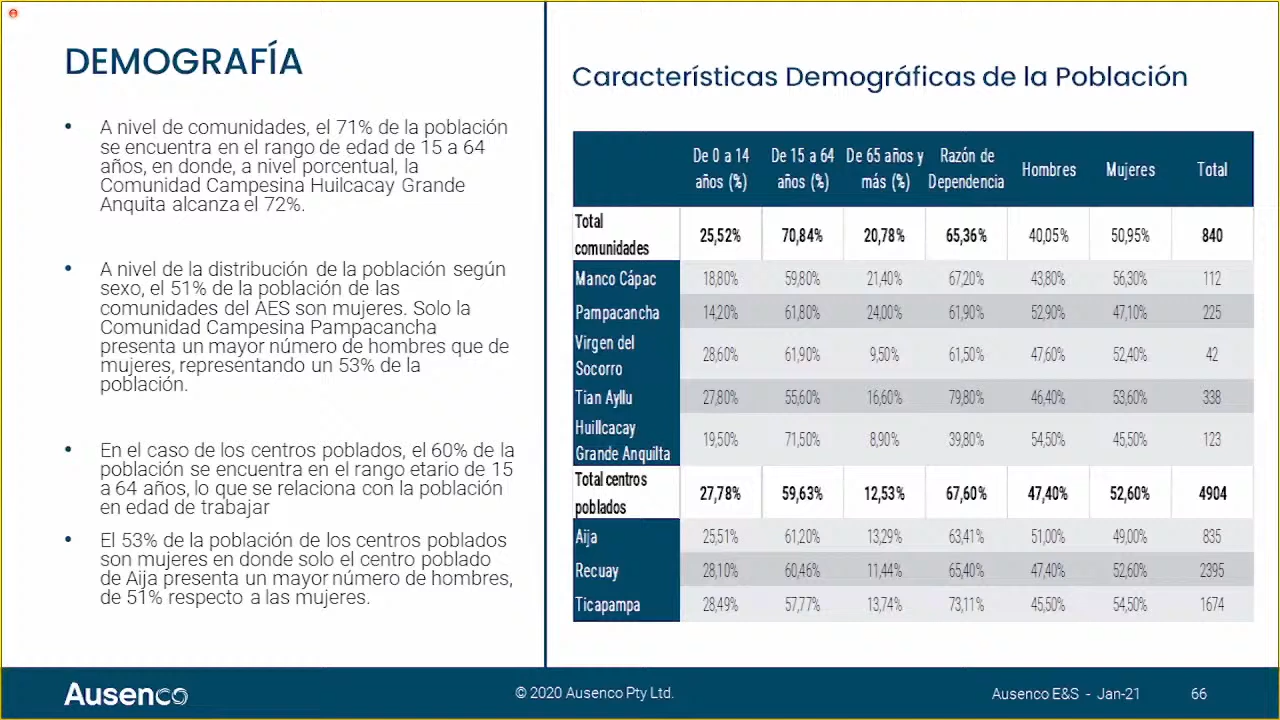 DEMOGRAFÍA
• A nivel de comunidades, el 71% de la población
se encuentra en el rango de edad de 15 a 64
años, en donde, a nivel porcentual, la
Comunidad Campesina Huilcacay Grande
Anquita alcanza el 72%.
• A nivel de la distribución de la población según
sexo, el 51% de la población de las
comunidades del AES son mujeres. Solo la
Comunidad Campesina Pampacancha
presenta un mayor número de hombres que de
mujeres, representando un 53% de la
población.
• En el caso de los centros poblados, el 60% de la
población se encuentra en el rango etario de 15
a 64 años, lo que se relaciona con la población
en edad de trabajar
• El 53% de la población de los centros poblados
son mujeres en donde solo el centro poblado
de Aija presenta un mayor número de hombres,
de 51% respecto a las mujeres.
Características Demográficas de la Población
De 0 a 14 De 15 a 64 De 65 años y Razón de
años (%) años (%) más (%) Dependencia Hombres Mujeres Total
Total
comunidades 25,52% 70,84% 20,78% 65,36% 40,05% 50,95% 840
Manco Cápac 18,80% 59,80% 21,40% 67,20% 43,80% 56,30% 112
Pampacancha 14,20% 61,80% 24,00% 61,90% 52,90% 47,10% 225
Virgen del
Socorro 28,60% 61,90% 9,50% 61,50% 47,60% 52,40% 42
Tian Ayllu 27,80% 55,60% 16,60% 79,80% 46,40% 53,60% 338
Huillcacay
Grande Anquilta 19,50% 71,50% 8,90% 39,80% 54,50% 45,50% 123
Total centros
poblados 27,78% 59,63% 12,53% 67,60% 47,40% 52,60% 4904
Aija 25,51% 61,20% 13,29% 63,41% 51,00% 49,00% 835
Recuay 28,10% 60,46% 11,44% 65,40% 47,40% 52,60% 2395
Ticapampa 28,49% 57,77% 13,74% 73,11% 45,50% 54,50% 1674
Ausenco
© 2020 Ausenco Pty Ltd.
Ausenco E&S - Jan-21 66